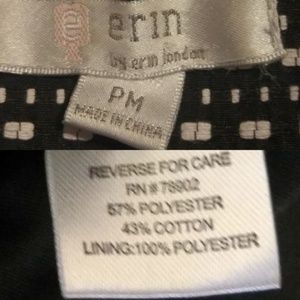 erin
by erin london
PM
MADE IN CHINA
REVERSE FOR CARE
RN # 78902
57% POLYESTER
43% COTTON
LINING:100% POLYESTER